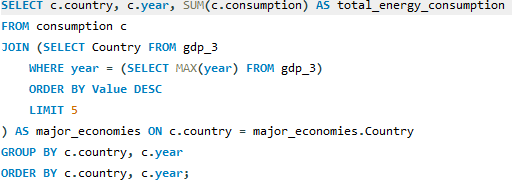 SELECT c.country, c.year, SUM(c.consumption) AS total_energy_consumption
FROM consumption c
JOIN (SELECT Country FROM gdp_3
WHERE year = (SELECT MAX(year) FROM gdp_3)
ORDER BY Value DESC
LIMIT 5
) AS major_economies ON c.country = major_economies.Country
GROUP BY c.country, c.year
ORDER BY c.country, c.year;